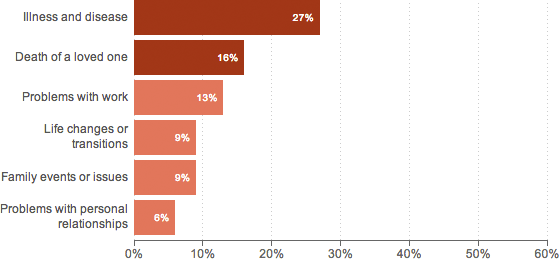 Illness and disease
27%
Death of a loved one
16%
Problems with work
13%
Life changes or
transitions
9%
Family events or issues
9%
Problems with personal
relationships
6%
0% 10% 20% 30% 40% 50% 60%